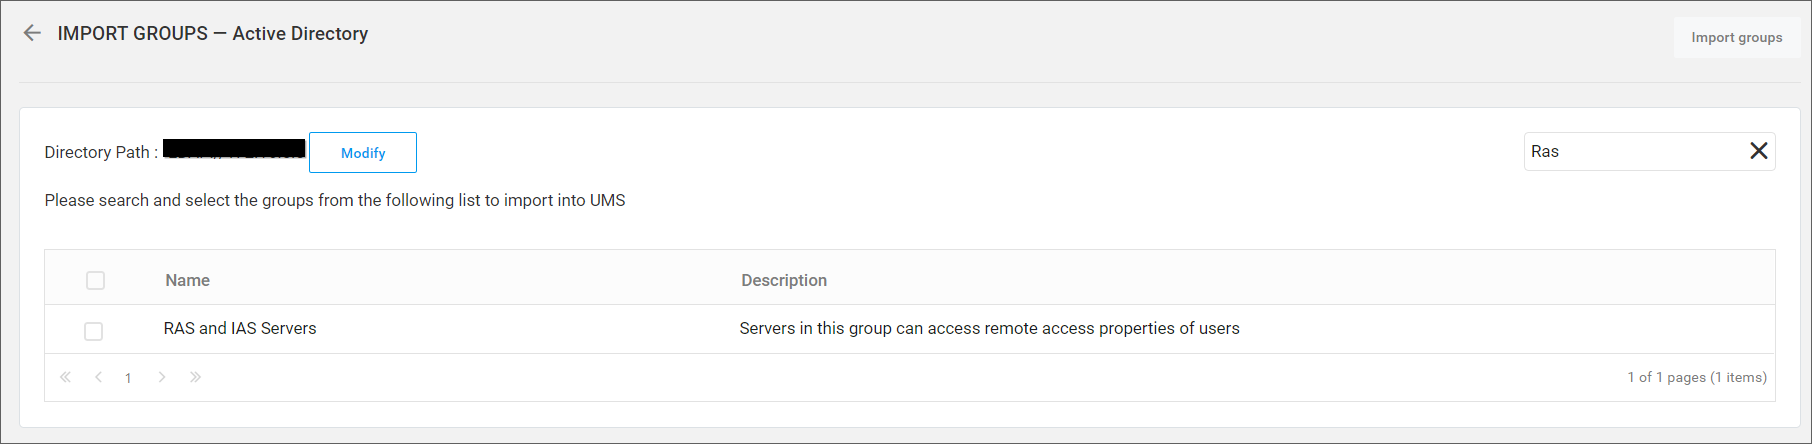 IMPORT GROUPS — Active Directory
Import groups
Directory Path :
Modify
Ras
Please search and select the groups from the following list to import into UMS
Name Description
RAS and IAS Servers Servers in this group can access remote access properties of users
1
1 of 1 pages (1 items)